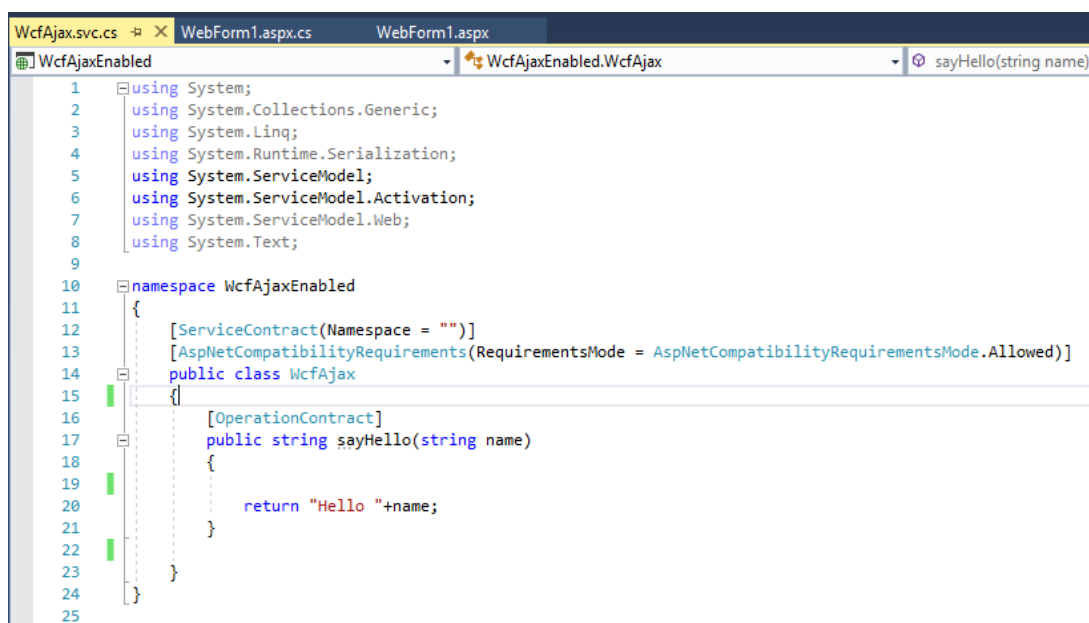 WcfAjax.svc.cs WebForm1.aspx.cs WebForm1.aspx
WcfAjaxEnabled WcfAjaxEnabled.WcfAjax sayHello(string name)
1 using System;
2 using System.Collections.Generic;
3 using System.Linq;
4 using System.Runtime.Serialization;
5 using System.ServiceModel;
6 using System.ServiceModel.Activation;
7 using System.ServiceModel.Web;
8 using System.Text;
9
10 namespace WcfAjaxEnabled
11 {
12 [ServiceContract(Namespace = "")]
13 [AspNetCompatibilityRequirements(RequirementsMode = AspNetCompatibilityRequirementsMode.Allowed)]
14 public class WcfAjax
15 {
16 [OperationContract]
17 public string sayHello(string name)
18 {
19
20 return "Hello "+name;
21 }
22
23 }
24 }
25